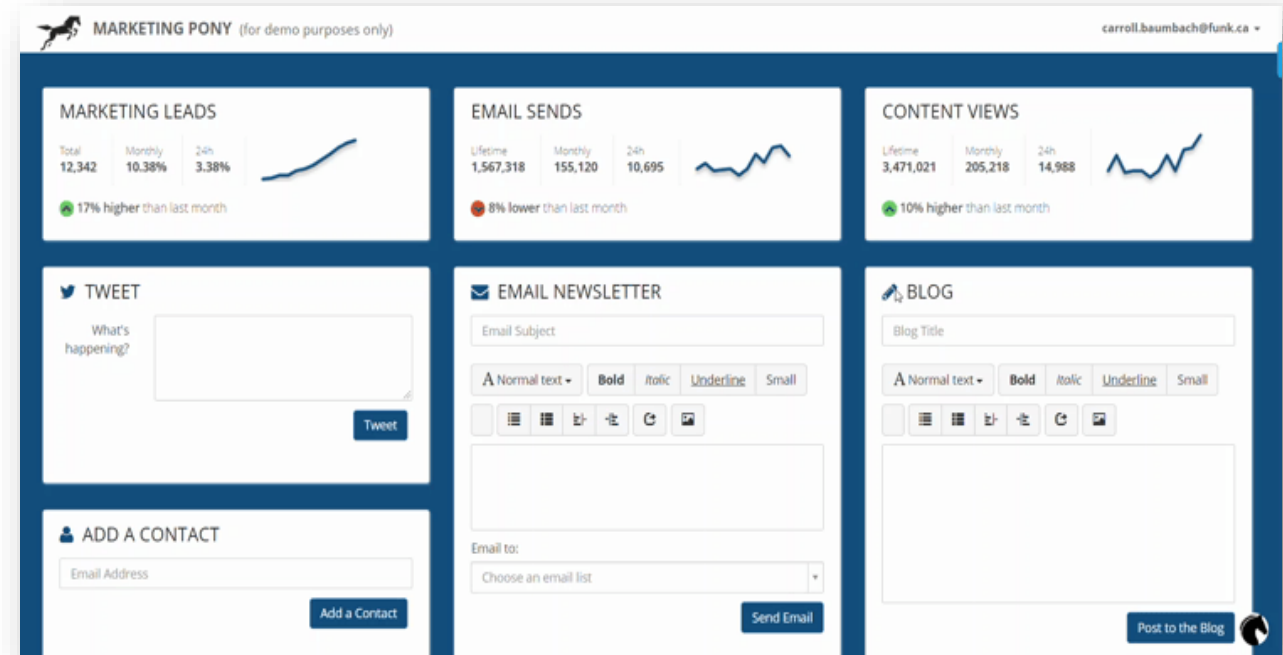 MARKETING PONY (for demo purposes only)
carroll.baumbach@funk.ca
MARKETING LEADS
Total Monthly 24h
12,342 10.38% 3.38%
17% higher than last month
EMAIL SENDS
Lifetime Monthly 24h
1,567,318 155,120 10,695
8% lower than last month
CONTENT VIEWS
Lifetime Monthly 24h
3,471,021 205,218 14,988
10% higher than last month
TWEET
What's
happening?
Tweet
ADD A CONTACT
Email Address
Add a Contact
EMAIL NEWSLETTER
Email Subject
A Normal text Bold Italic Underline Small
Email to:
Choose an email list
Send Email
BLOG
Blog Title
A Normal text Bold Italic Underline Small
Post to the Blog